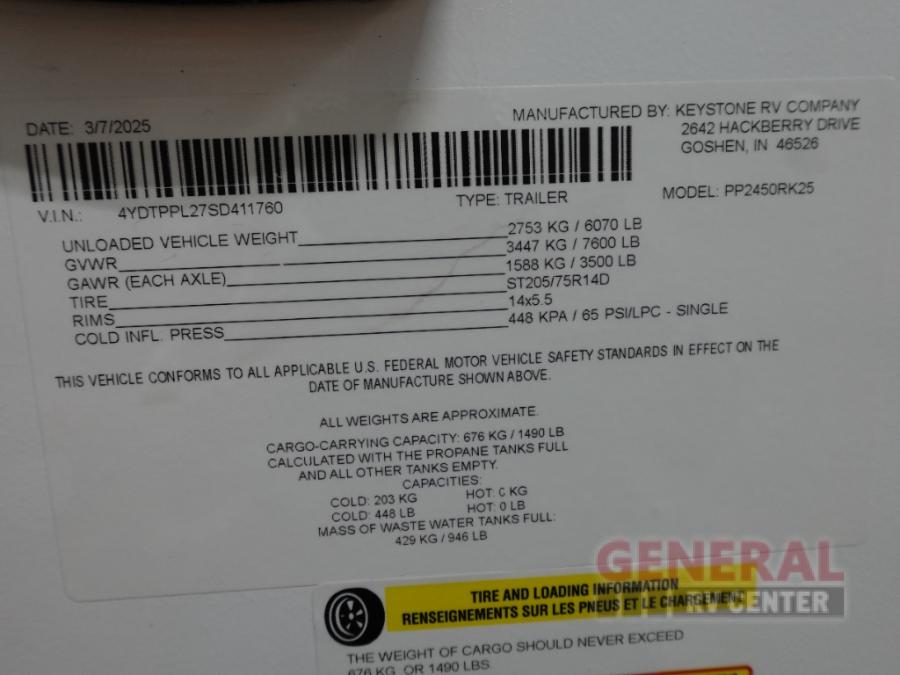 DATE: 3/7/2025
MANUFACTURED BY: KEYSTONE RV COMPANY
2642 HACKBERRY DRIVE
GOSHEN, IN 46526
V.I.N.: 4YDTPPL27SD411760
TYPE: TRAILER
MODEL: PP2450RK25
UNLOADED VEHICLE WEIGHT 2753 KG / 6070 LB
GVWR 3447 KG / 7600 LB
GAWR (EACH AXLE) 1588 KG / 3500 LB
TIRE ST205/75R14D
RIMS 14x5.5
COLD INFL. PRESS 448 KPA / 65 PSI/LPC - SINGLE
THIS VEHICLE CONFORMS TO ALL APPLICABLE U.S. FEDERAL MOTOR VEHICLE SAFETY STANDARDS IN EFFECT ON THE
DATE OF MANUFACTURE SHOWN ABOVE.
ALL WEIGHTS ARE APPROXIMATE.
CARGO-CARRYING CAPACITY: 676 KG / 1490 LB
CALCULATED WITH THE PROPANE TANKS FULL
AND ALL OTHER TANKS EMPTY.
CAPACITIES:
COLD: 203 KG HOT: 0 KG
COLD: 448 LB HOT: 0 LB
MASS OF WASTE WATER TANKS FULL:
429 KG / 946 LB
GENERAL
RV CENTER
TIRE AND LOADING INFORMATION
RENSEIGNEMENTS SUR LES PNEUS ET LE CHARGEMENT
THE WEIGHT OF CARGO SHOULD NEVER EXCEED
676 KG. OR 1490 LBS.